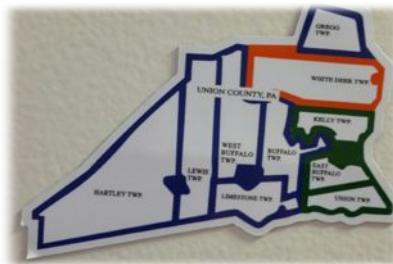 GREGG
TWP.
WHITE DEER TWP.
UNION COUNTY, PA.
KELLY TWP.
WEST
BUFFALO
TWP.
BUFFALO
TWP.
LEWIS
TWP.
EAST
BUFFALO
TWP.
HARTLEY TWP.
LIMESTONE TWP.
UNION TWP.